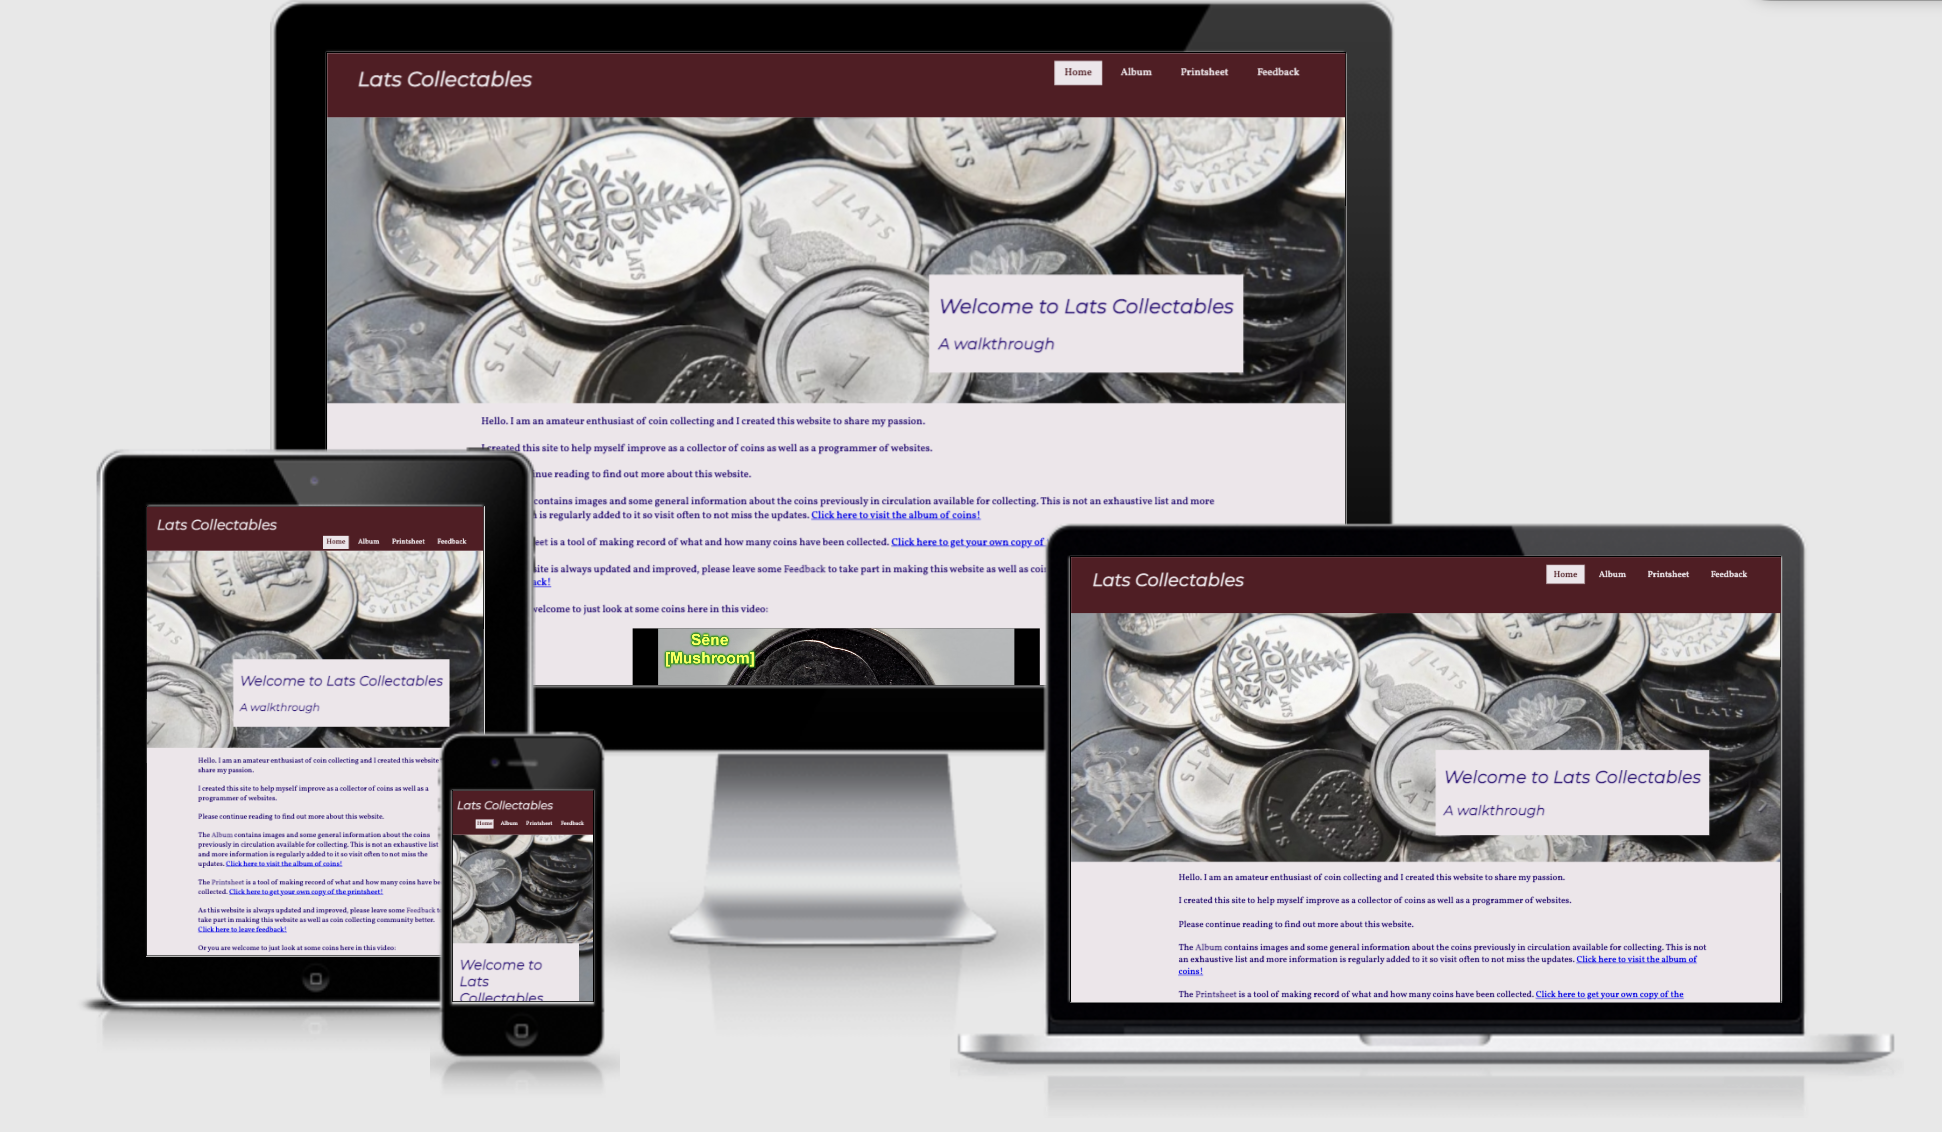 Lats Collectables
Home Album Printsheet Feedback
1
LATS
1 LATS
LATS
LATVIJAS
1 LATS
1
Welcome to Lats Collectables
A walkthrough
Hello. I am an amateur enthusiast of coin collecting and I created this website to share my passion.
I created this site to help myself improve as a collector of coins as well as a programmer of websites.
nue reading to find out more about this website.
contains images and some general information about the coins previously in circulation available for collecting. This is not an exhaustive list and more
is regularly added to it so visit often to not miss the updates. Click here to visit the album of coins!
eet is a tool of making record of what and how many coins have been collected. Click here to get your own copy of
site is always updated and improved, please leave some Feedback to take part in making this website as well as coi
ck!
welcome to just look at some coins here in this video:
Sēne
[Mushroom]
Lats Collectables
Home Album Printsheet Feedback
Welcome to Lats Collectables
A walkthrough
Hello. I am an amateur enthusiast of coin collecting and I created this website
share my passion.
I created this site to help myself improve as a collector of coins as well as a
programmer of websites.
Please continue reading to find out more about this website.
The Album contains images and some general information about the coins
previously in circulation available for collecting. This is not an exhaustive list
and more information is regularly added to it so visit often to not miss the
updates. Click here to visit the album of coins!
The Printsheet is a tool of making record of what and how many coins have be
collected. Click here to get your own copy of the printsheet!
As this website is always updated and improved, please leave some Feedback t
take part in making this website as well as coin collecting community better.
Click here to leave feedback!
Or you are welcome to just look at some coins here in this video:
Lats Collectables
Home Album Printsheet Feedback
Welcome to
Lats
Collectables
Lats Collectables
Home Album Printsheet Feedback
1 LATS
LATS
1 LATS
Welcome to Lats Collectables
A walkthrough
Hello. I am an amateur enthusiast of coin collecting and I created this website to share my passion.
I created this site to help myself improve as a collector of coins as well as a programmer of websites.
Please continue reading to find out more about this website.
The Album contains images and some general information about the coins previously in circulation available for collecting. This is not
an exhaustive list and more information is regularly added to it so visit often to not miss the updates. Click here to visit the album of
coins!
The Printsheet is a tool of making record of what and how many coins have been collected. Click here to get your own copy of the